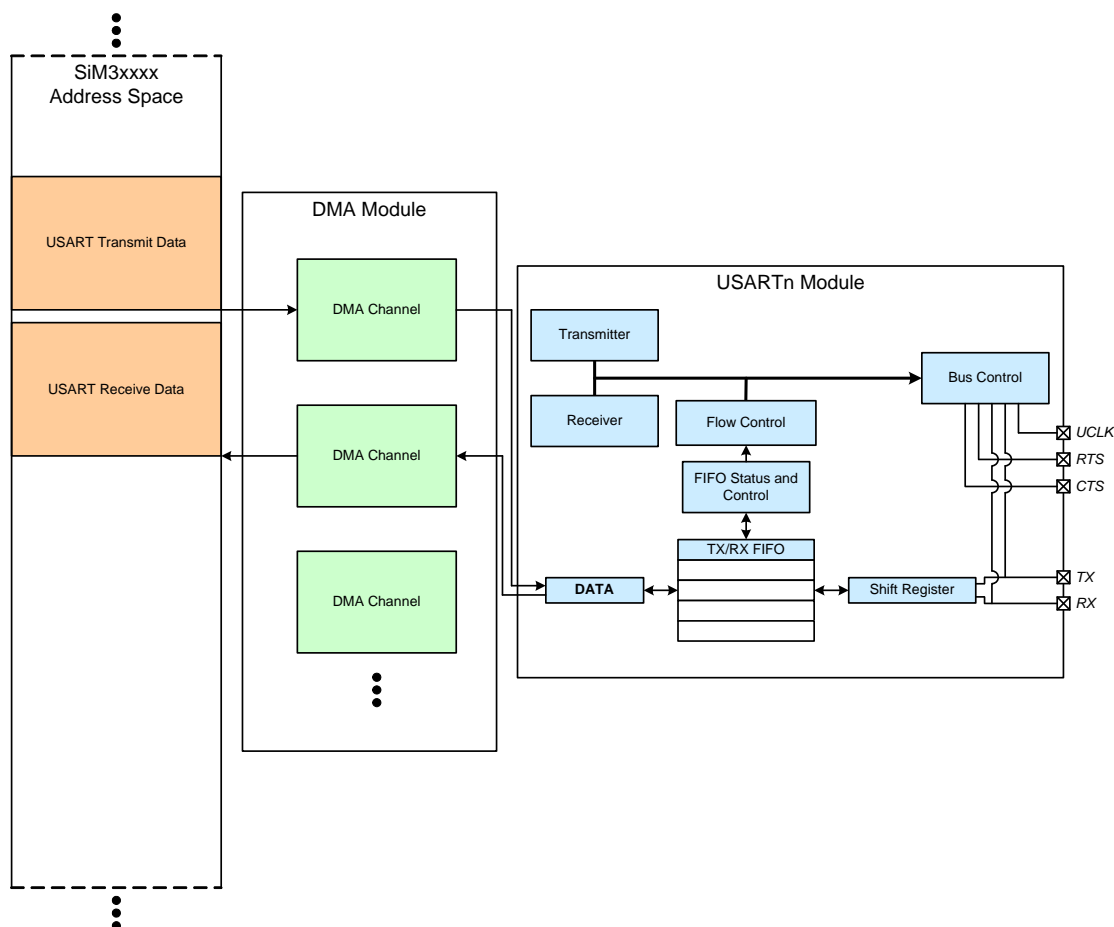 SiM3xxxx
Address Space
USART Transmit Data
USART Receive Data
DMA Module
DMA Channel
DMA Channel
DMA Channel
USARTn Module
Transmitter
Receiver
Bus Control
Flow Control
FIFO Status and
Control
TX/RX FIFO
DATA
Shift Register
UCLK
RTS
CTS
TX
RX